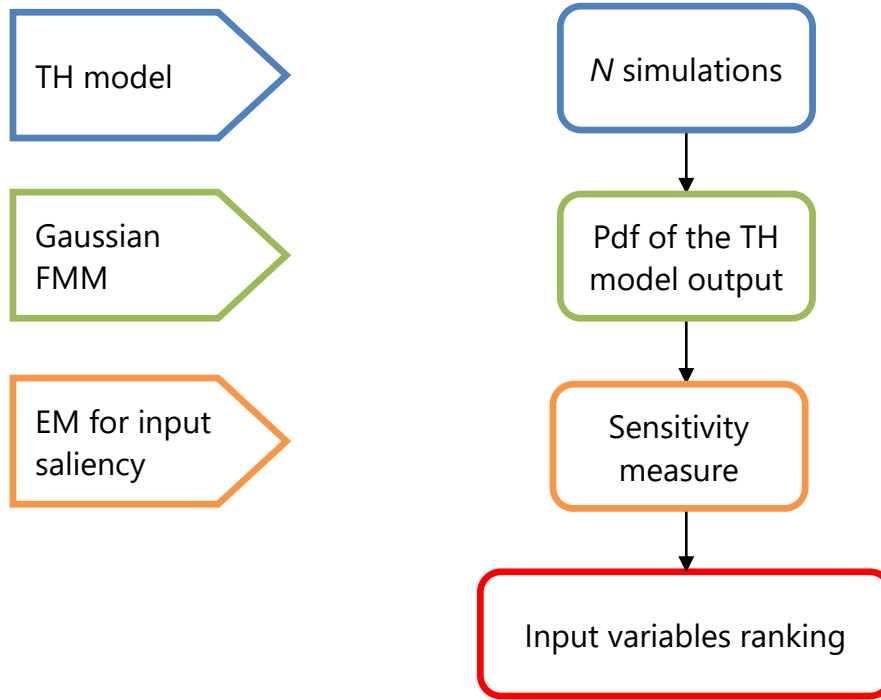 TH model
N simulations
Gaussian
FMM
Pdf of the TH
model output
EM for input
saliency
Sensitivity
measure
Input variables ranking